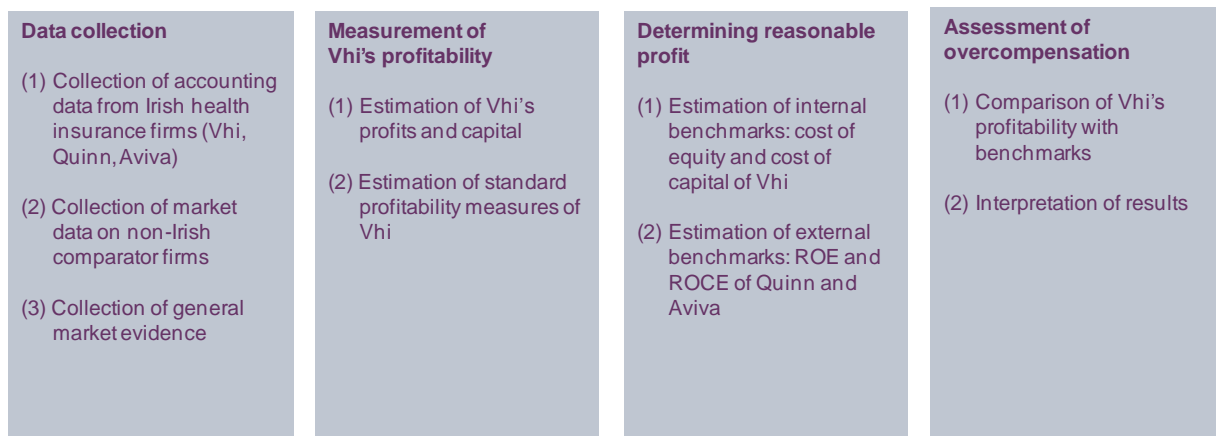 Data collection
(1) Collection of accounting
data from Irish health
insurance firms (Vhi,
Quinn, Aviva)
(2) Collection of market
data on non-Irish
comparator firms
(3) Collection of general
market evidence
Measurement of
Vhi's profitability
(1) Estimation of Vhi's
profits and capital
(2) Estimation of standard
profitability measures of
Vhi
Determining reasonable
profit
(1) Estimation of internal
benchmarks: cost of
equity and cost of
capital of Vhi
(2) Estimation of external
benchmarks: ROE and
ROCE of Quinn and
Aviva
Assessment of
overcompensation
(1) Comparison of Vhi's
profitability with
benchmarks
(2) Interpretation of results